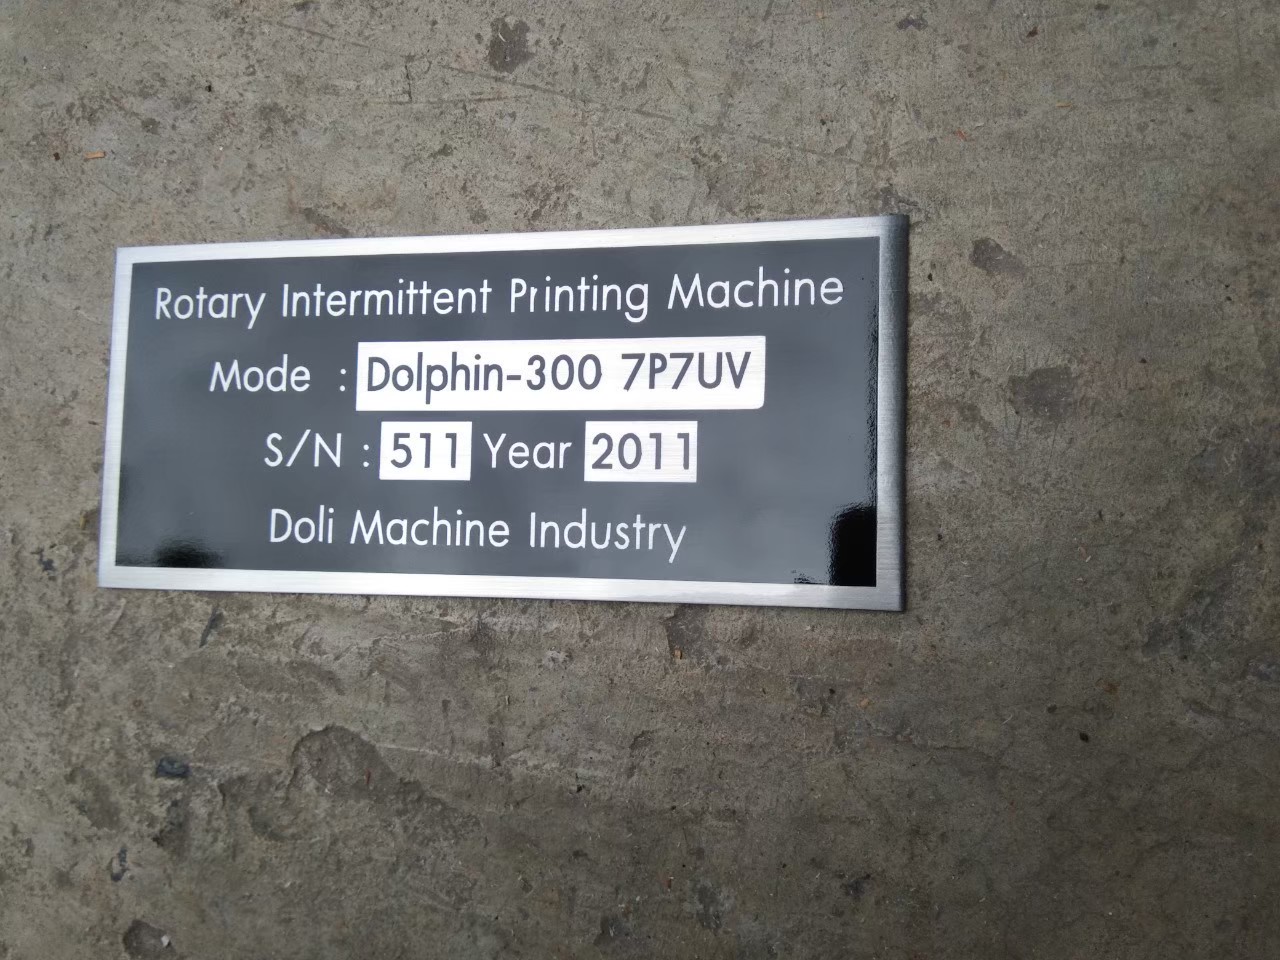 Rotary Intermittent Printing Machine
Mode : Dolphin-300 7P7UV
S/N : 511 Year 2011
Doli Machine Industry